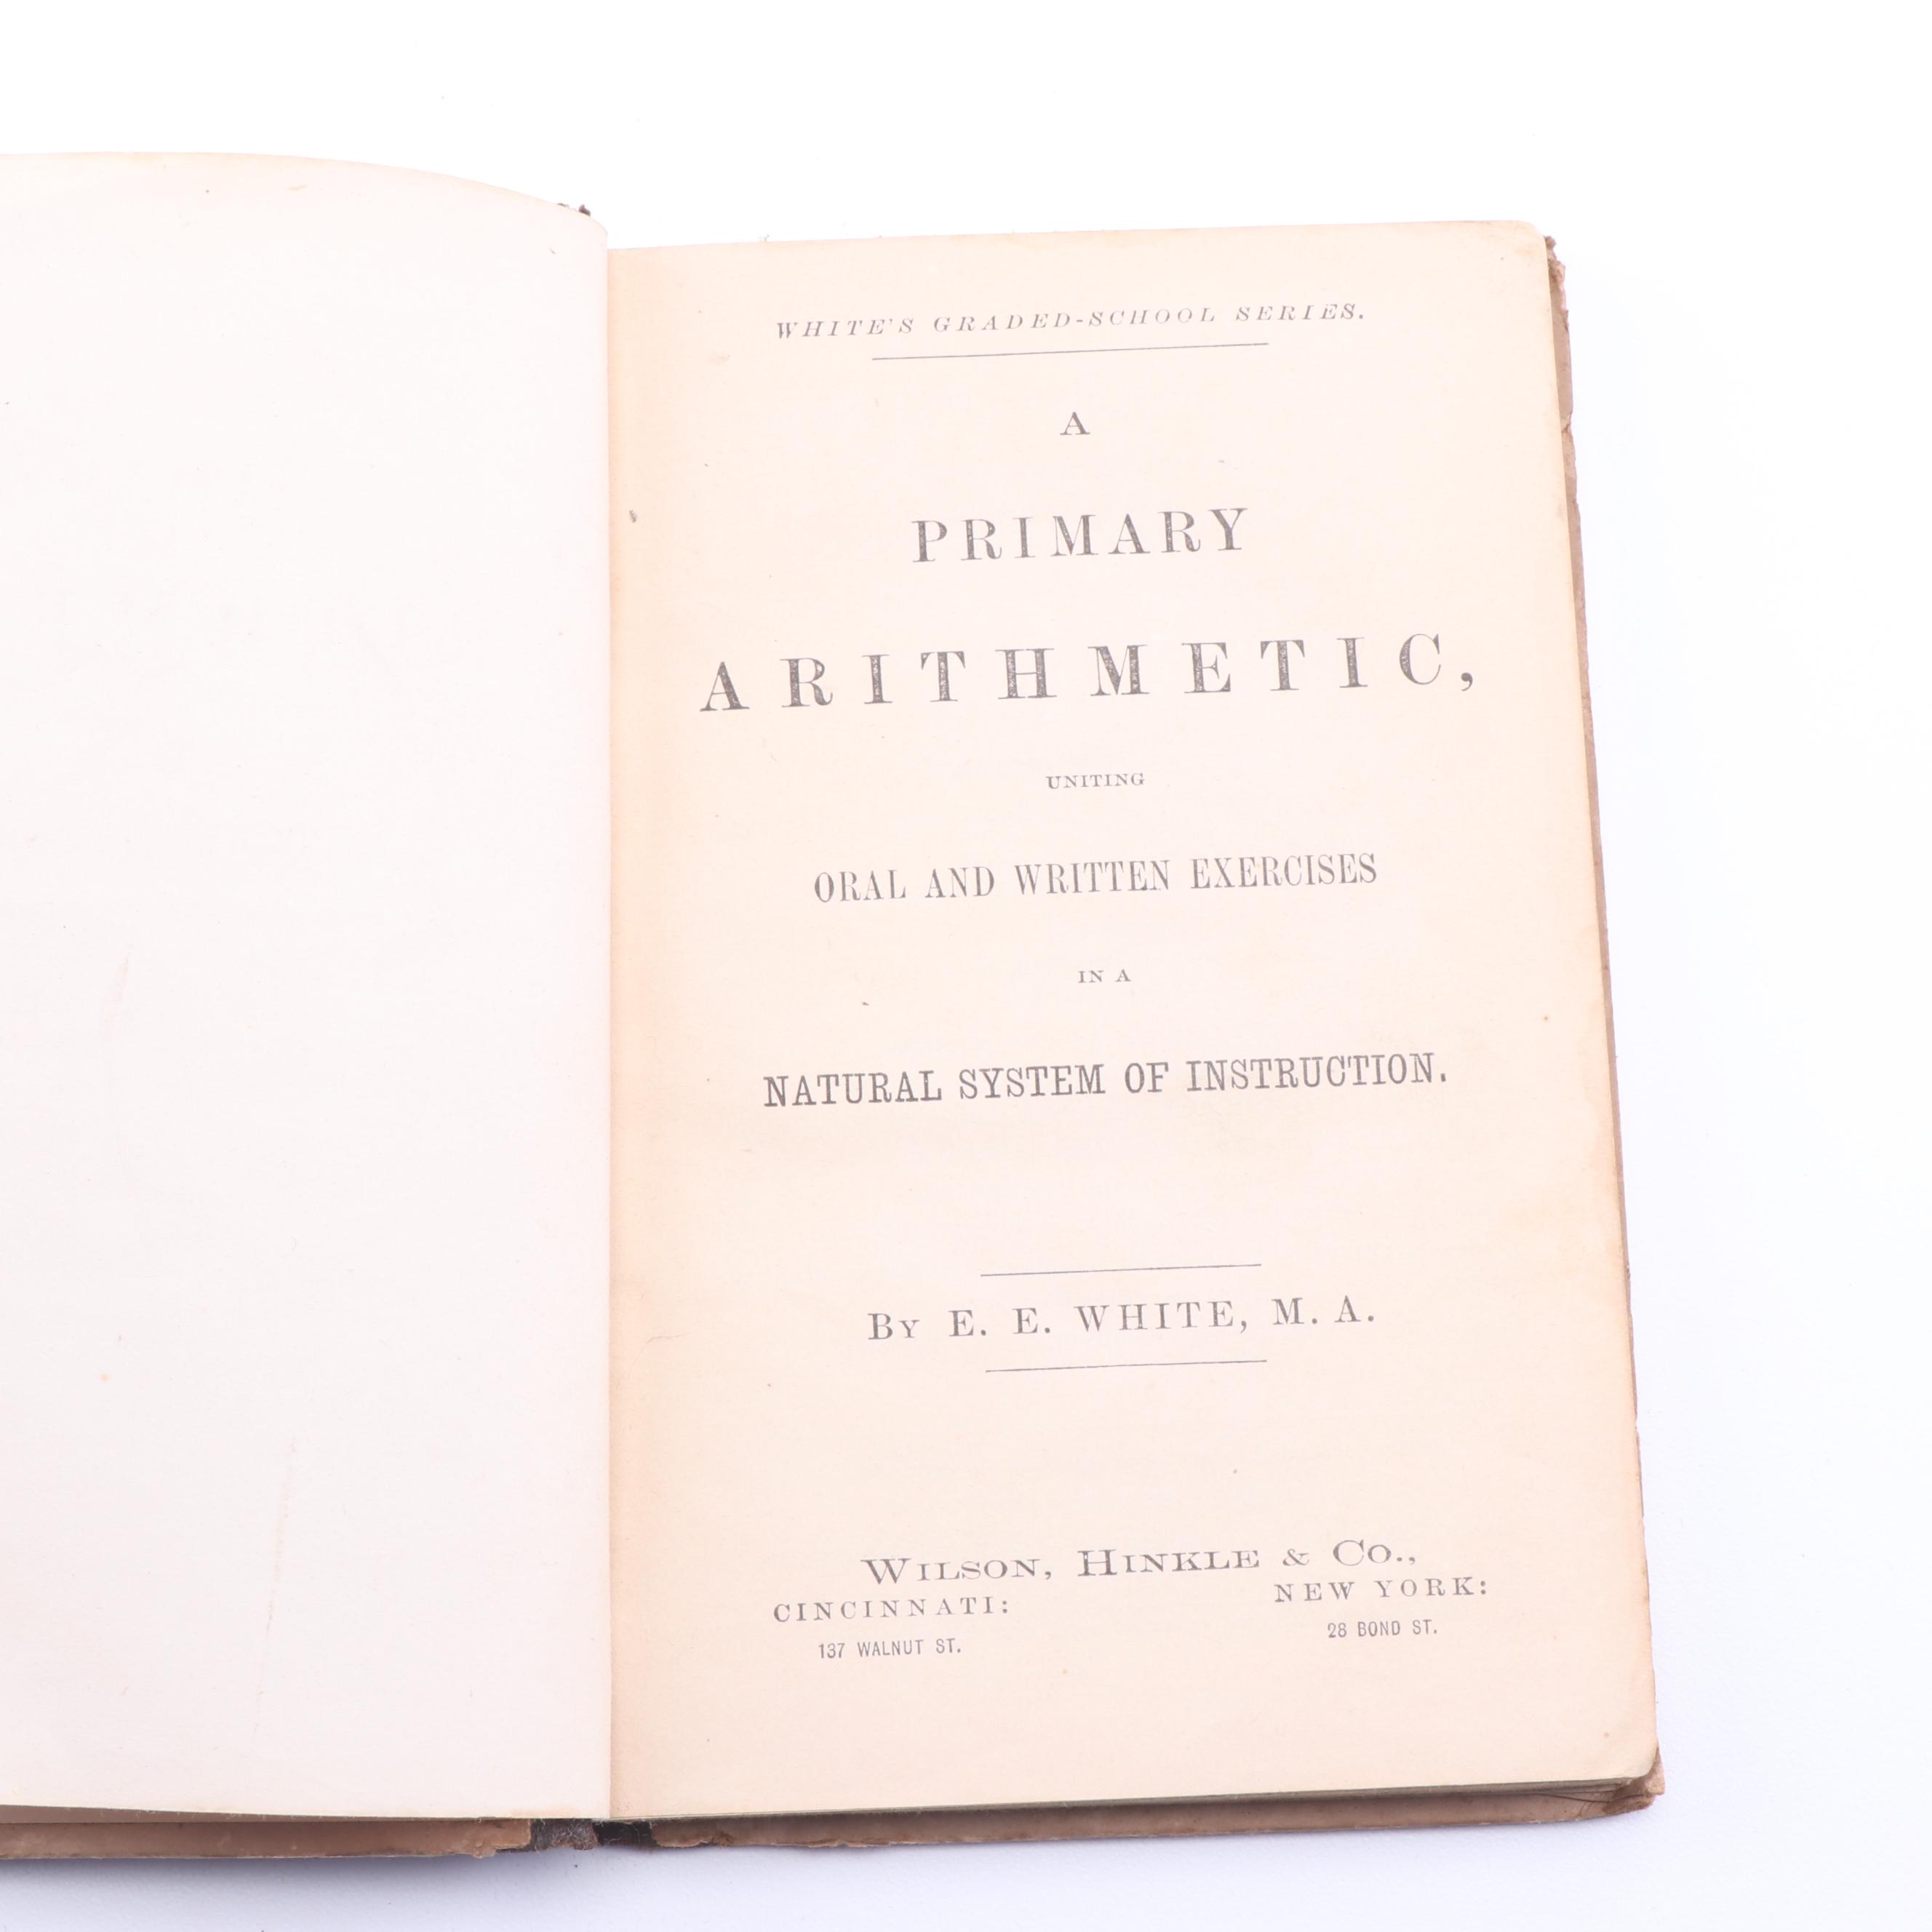 WHITE'S GRADED-SCHOOL SERIES.
A
PRIMARY
ARITHMETIC,
UNITING
ORAL AND WRITTEN EXERCISES
IN A
NATURAL SYSTEM OF INSTRUCTION.
BY E. E. WHITE, M. A.
WILSON, HINKLE & CO.,
CINCINNATI: NEW YORK:
137 WALNUT ST. 28 BOND ST.